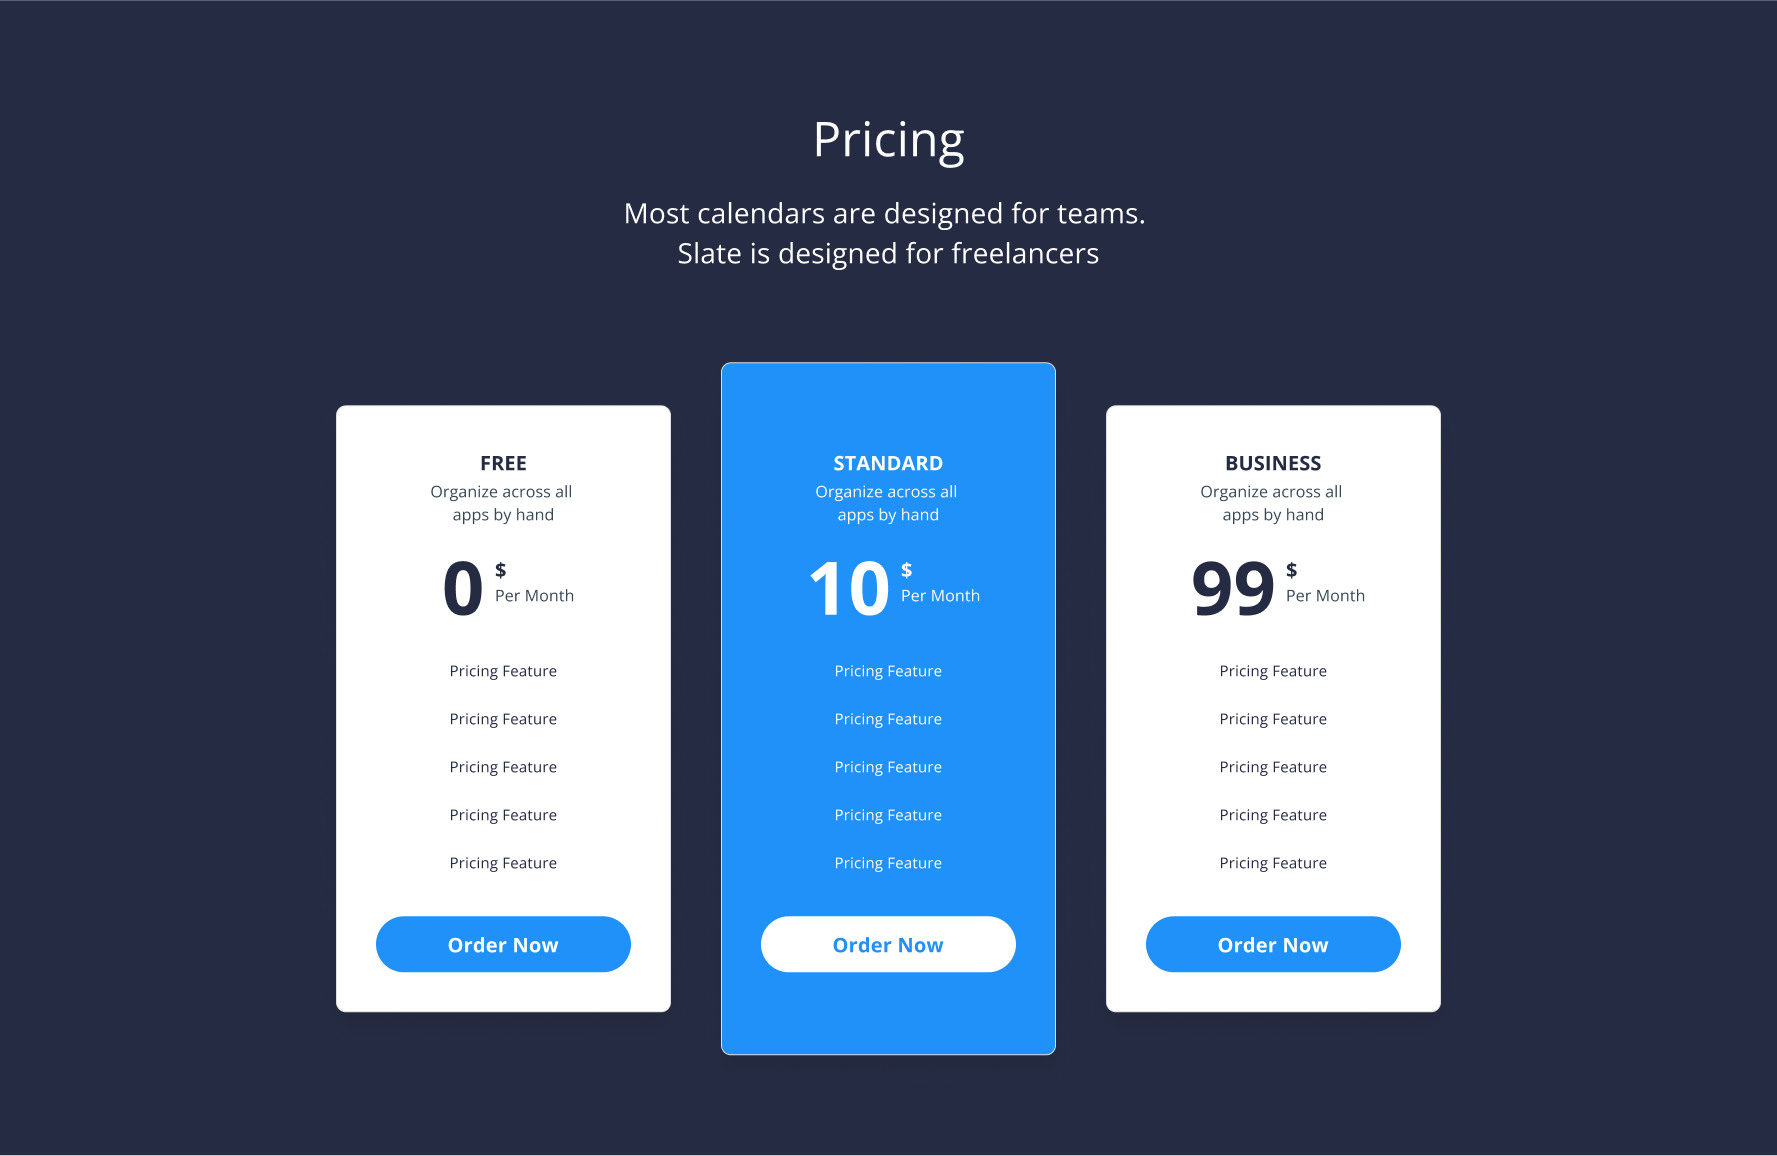 Pricing
Most calendars are designed for teams.
Slate is designed for freelancers
FREE
Organize across all
apps by hand
0
$
Per Month
Pricing Feature
Pricing Feature
Pricing Feature
Pricing Feature
Pricing Feature
Order Now
STANDARD
Organize across all
apps by hand
10
$
Per Month
Pricing Feature
Pricing Feature
Pricing Feature
Pricing Feature
Pricing Feature
Order Now
BUSINESS
Organize across all
apps by hand
99
$
Per Month
Pricing Feature
Pricing Feature
Pricing Feature
Pricing Feature
Pricing Feature
Order Now